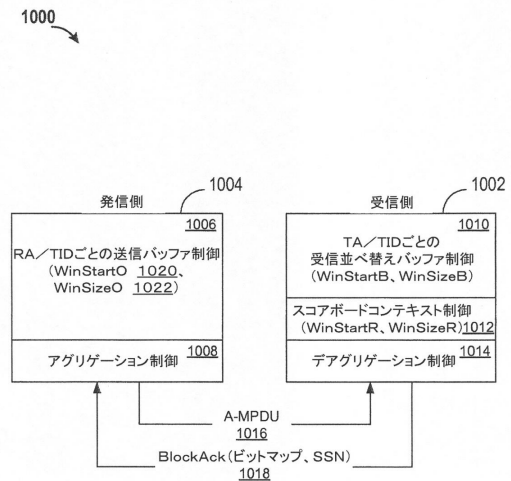 1000
発信側
1004
1006
RA／TIDごとの送信バッファ制御
(WinStartO 1020、
WinSizeO 1022)
アグリゲーション制御
1008
受信側
1002
1010
TA／TIDごとの
受信並べ替えバッファ制御
(WinStartB、WinSizeB)
スコアボードコンテキスト制御
(WinStartR、WinSizeR)
1012
デアグリゲーション制御
1014
A-MPDU
1016
BlockAck(ビットマップ、SSN)
1018